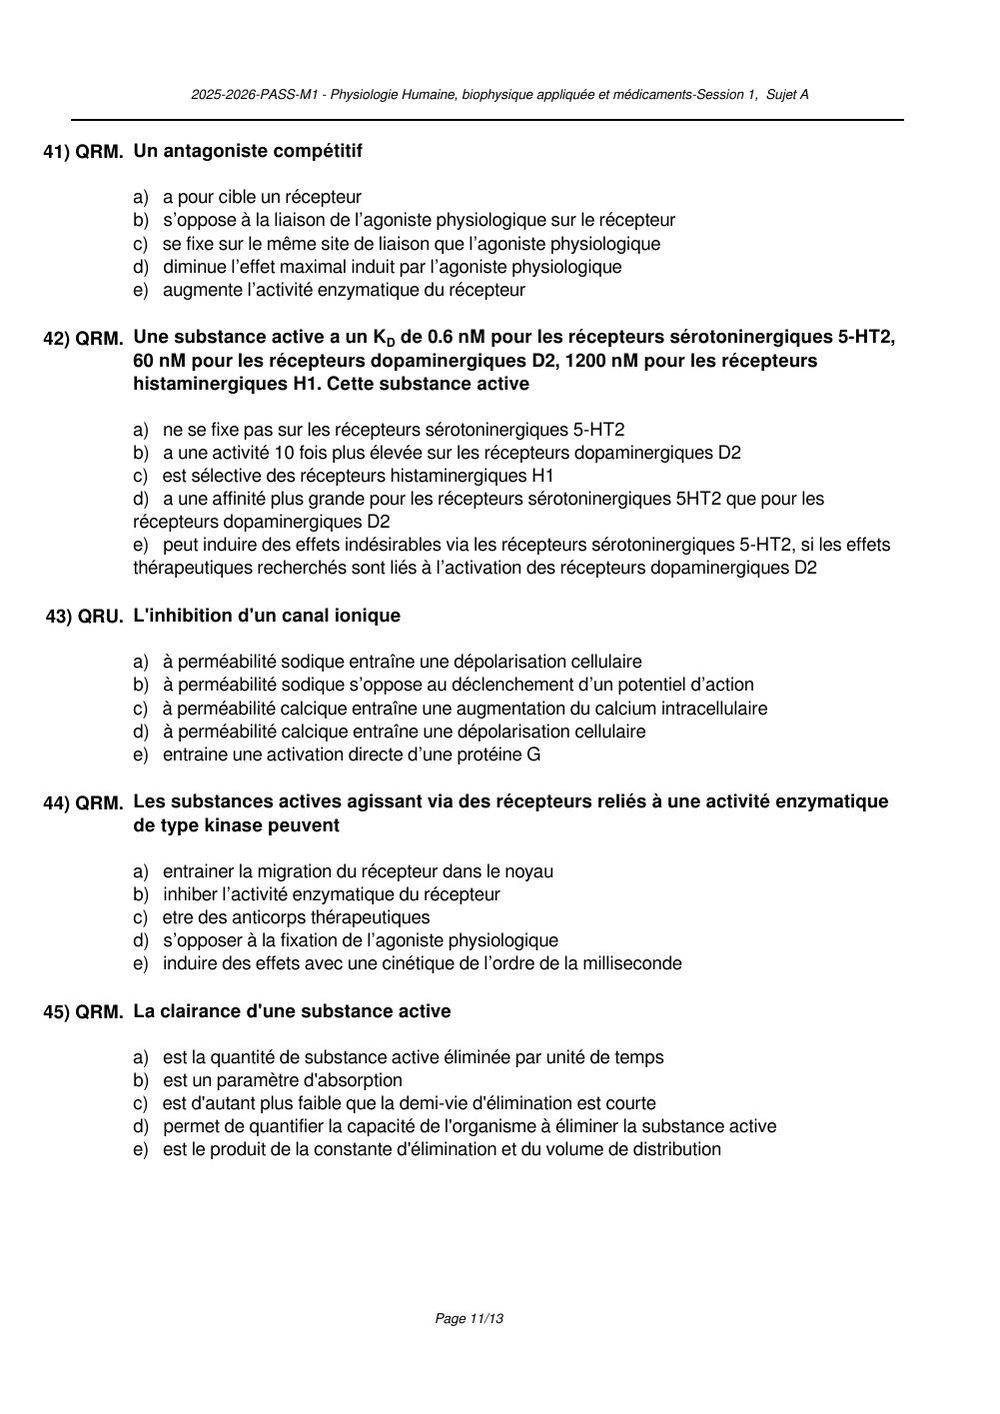 2025-2026-PASS-M1 - Physiologie Humaine, biophysique appliquée et médicaments-Session 1, Sujet A
41) QRM. Un antagoniste compétitif
a) a pour cible un récepteur
b) s'oppose à la liaison de l'agoniste physiologique sur le récepteur
c) se fixe sur le même site de liaison que l'agoniste physiologique
d) diminue l'effet maximal induit par l'agoniste physiologique
e) augmente l'activité enzymatique du récepteur
42) QRM. Une substance active a un KD de 0.6 nM pour les récepteurs sérotoninergiques 5-HT2,
60 nM pour les récepteurs dopaminergiques D2, 1200 nM pour les récepteurs
histaminergiques H1. Cette substance active
a) ne se fixe pas sur les récepteurs sérotoninergiques 5-HT2
b) a une activité 10 fois plus élevée sur les récepteurs dopaminergiques D2
c) est sélective des récepteurs histaminergiques H1
d) a une affinité plus grande pour les récepteurs sérotoninergiques 5HT2 que pour les
récepteurs dopaminergiques D2
e) peut induire des effets indésirables via les récepteurs sérotoninergiques 5-HT2, si les effets
thérapeutiques recherchés sont liés à l'activation des récepteurs dopaminergiques D2
43) QRU. L'inhibition d'un canal ionique
a) à perméabilité sodique entraîne une dépolarisation cellulaire
b) à perméabilité sodique s'oppose au déclenchement d'un potentiel d'action
c) à perméabilité calcique entraîne une augmentation du calcium intracellulaire
d) à perméabilité calcique entraîne une dépolarisation cellulaire
e) entraine une activation directe d'une protéine G
44) QRM. Les substances actives agissant via des récepteurs reliés à une activité enzymatique
de type kinase peuvent
a) entrainer la migration du récepteur dans le noyau
b) inhiber l'activité enzymatique du récepteur
c) etre des anticorps thérapeutiques
d) s'opposer à la fixation de l'agoniste physiologique
e) induire des effets avec une cinétique de l'ordre de la milliseconde
45) QRM. La clairance d'une substance active
a) est la quantité de substance active éliminée par unité de temps
b) est un paramètre d'absorption
c) est d'autant plus faible que la demi-vie d'élimination est courte
d) permet de quantifier la capacité de l'organisme à éliminer la substance active
e) est le produit de la constante d'élimination et du volume de distribution
Page 11/13